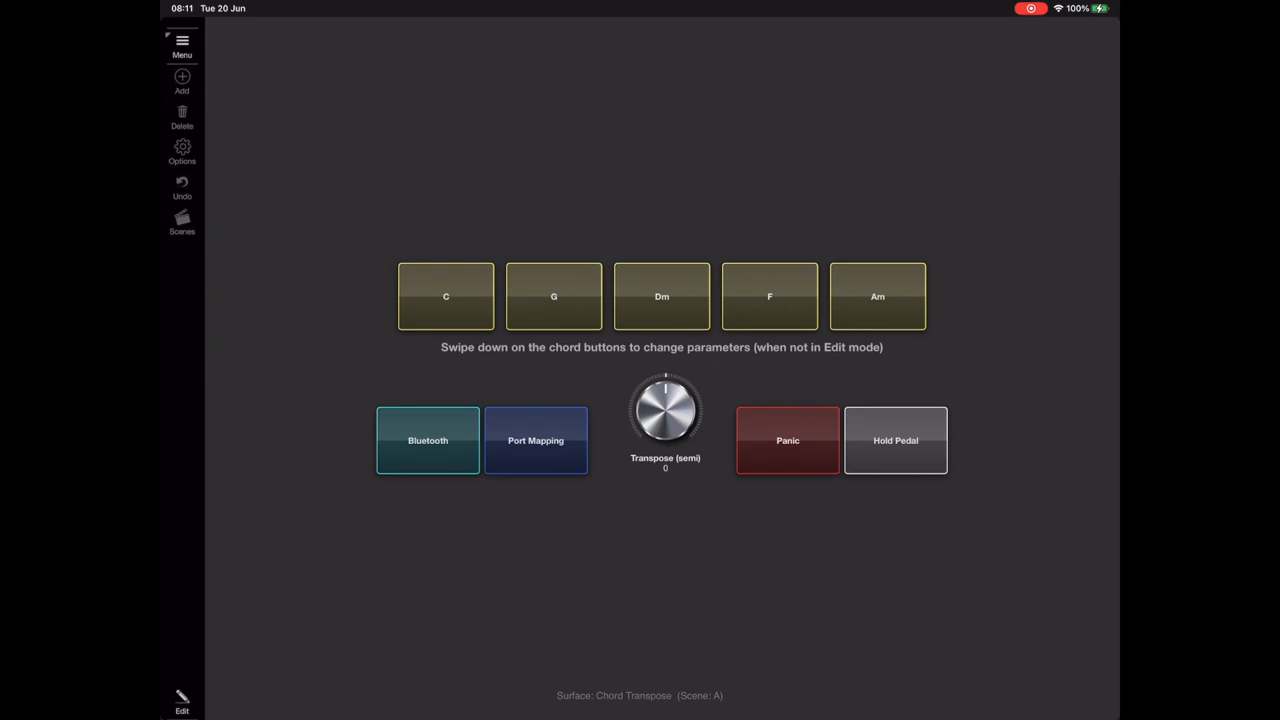 08:11 Tue 20 Jun
100%
Menu
Add
Delete
Options
Undo
Scenes
C
G
Dm
F
Am
Swipe down on the chord buttons to change parameters (when not in Edit mode)
Bluetooth
Port Mapping
Transpose (semi)
0
Panic
Hold Pedal
Surface: Chord Transpose (Scene: A)
Edit